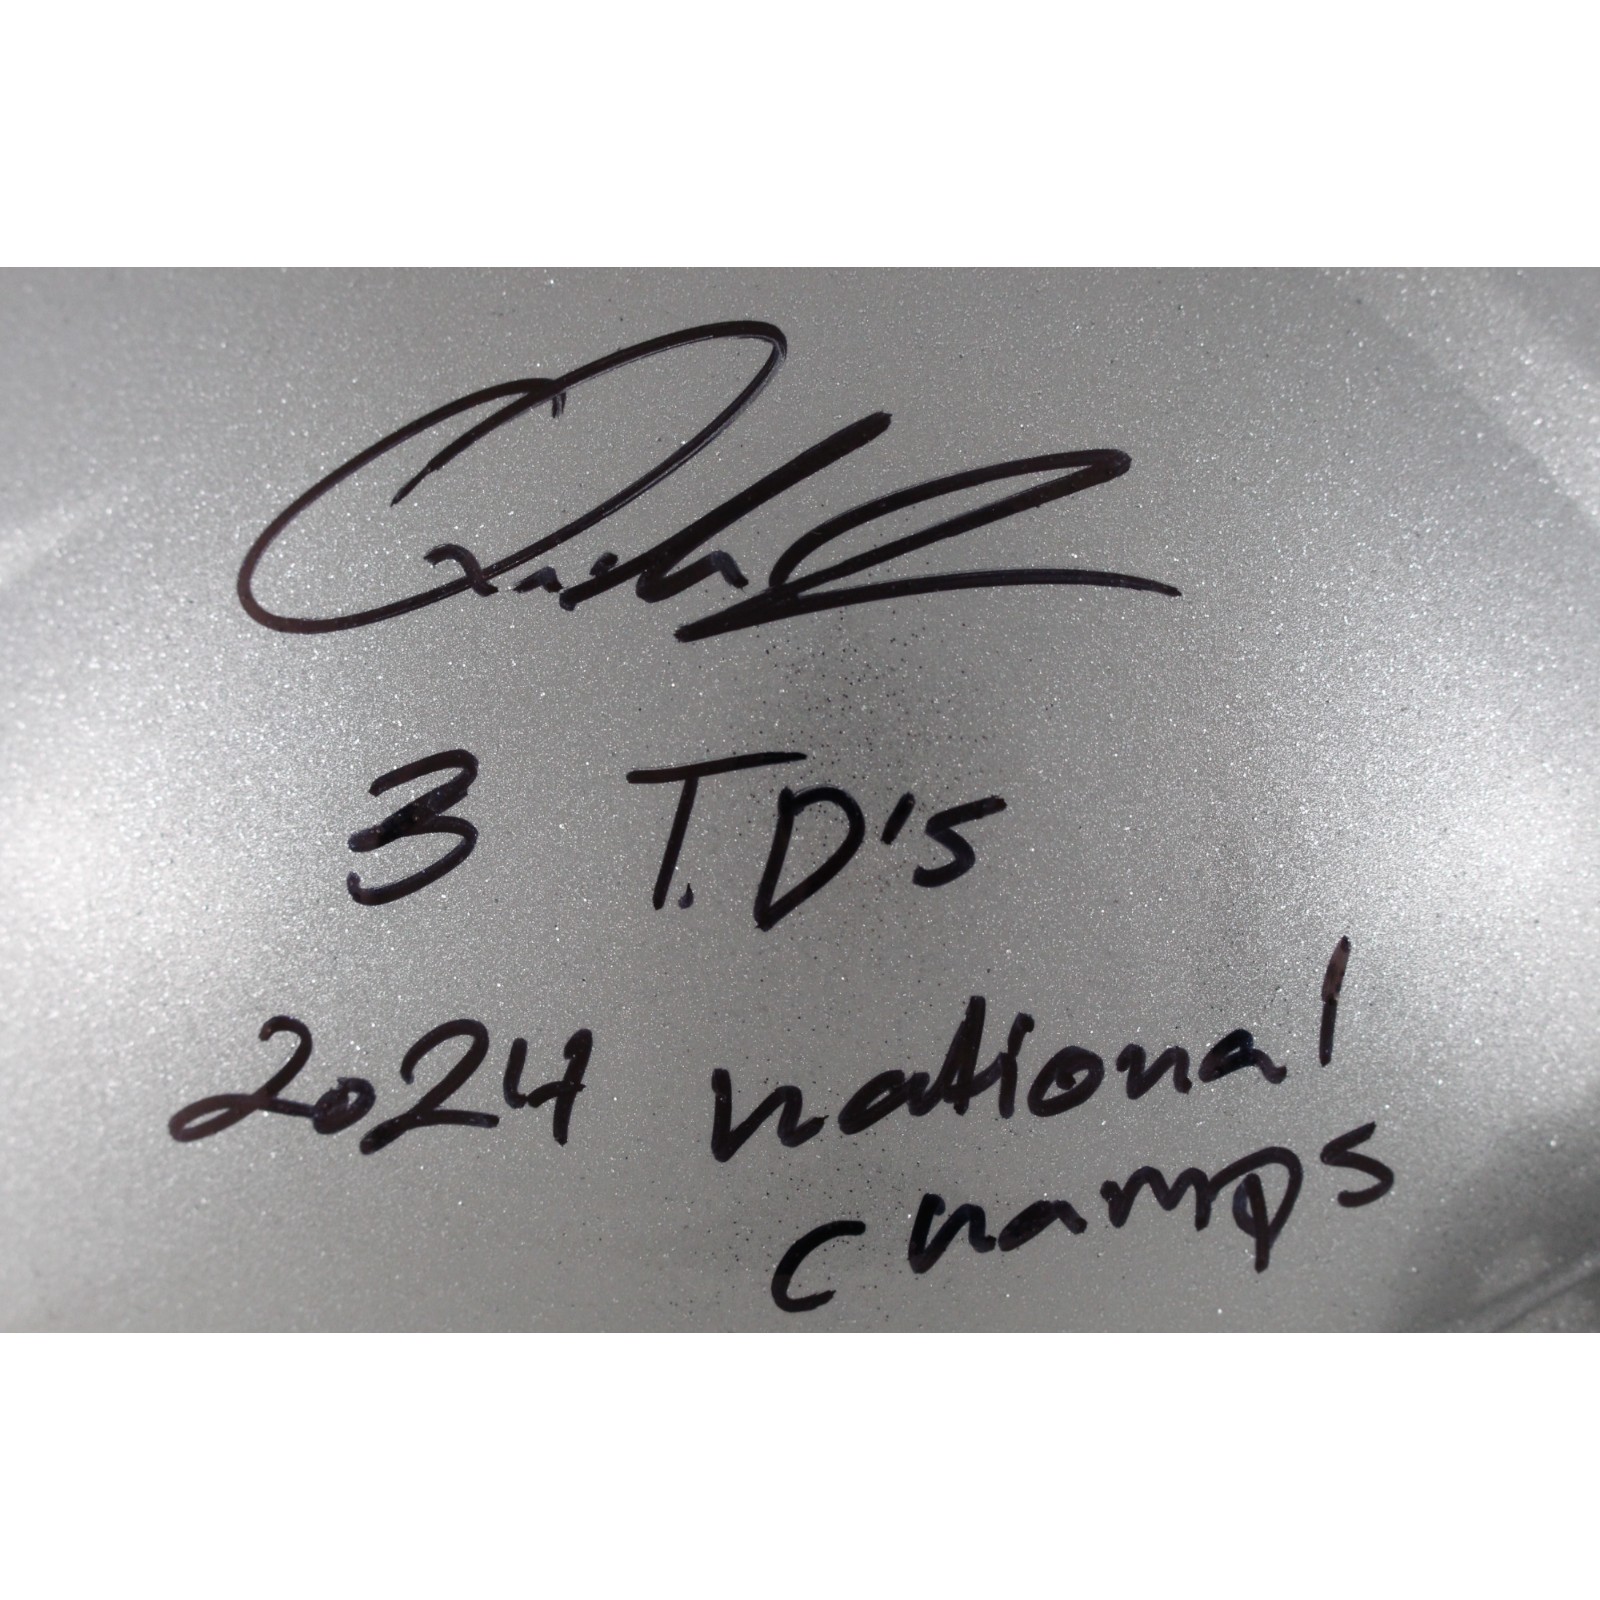 3 T.D's
2024 national
champs